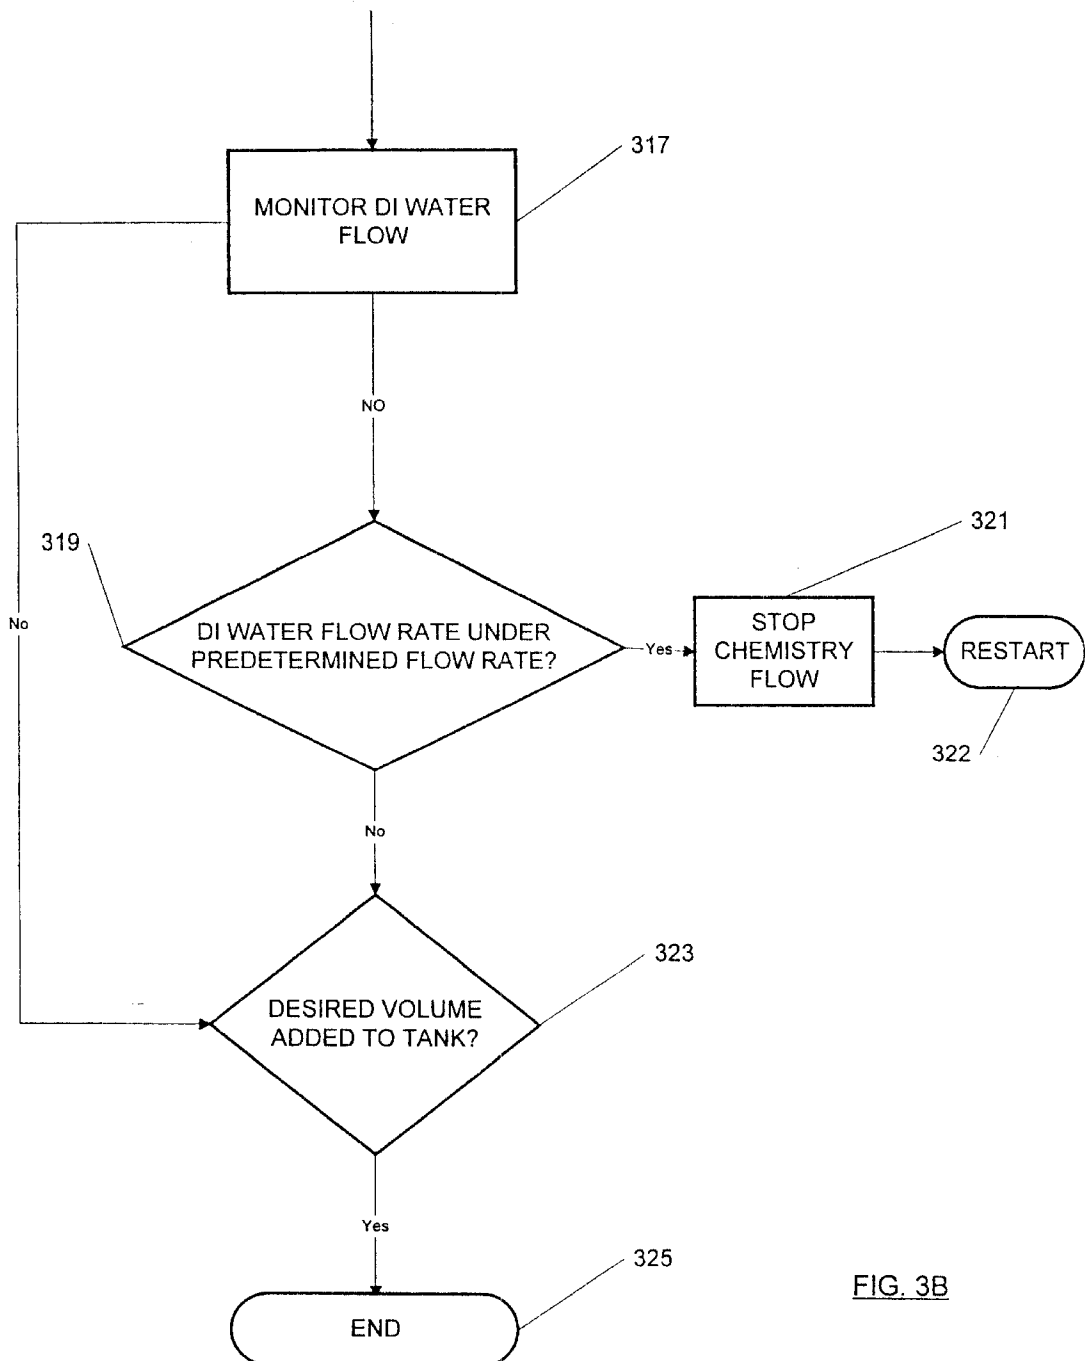 317
MONITOR DI WATER
FLOW
NO
321
319
No
DI WATER FLOW RATE UNDER
PREDETERMINED FLOW RATE?
Yes
STOP
CHEMISTRY
FLOW
RESTART
322
No
323
DESIRED VOLUME
ADDED TO TANK?
Yes
325
END
FIG. 3B